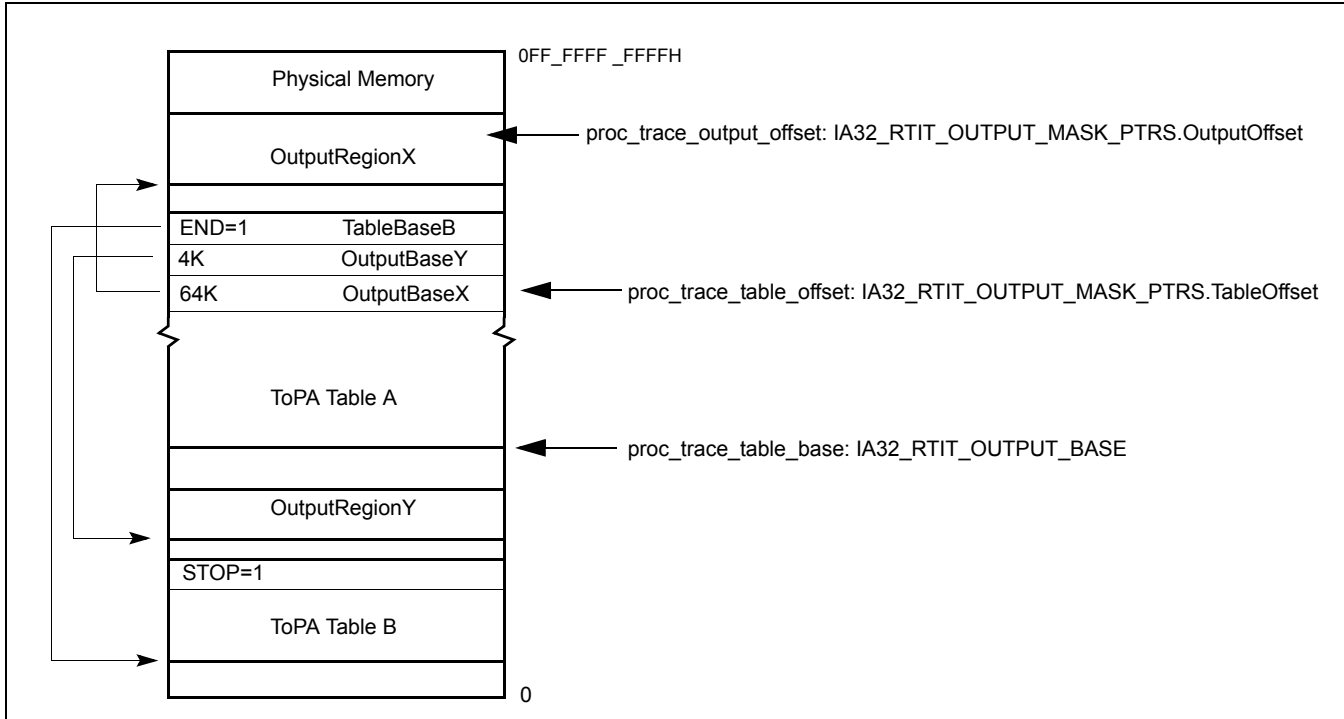 0FF_FFFF _FFFFH
Physical Memory
proc_trace_output_offset: IA32_RTIT_OUTPUT_MASK_PTRS.OutputOffset
OutputRegionX
END=1 TableBaseB
4K OutputBaseY
64K OutputBaseX
proc_trace_table_offset: IA32_RTIT_OUTPUT_MASK_PTRS.TableOffset
ToPA Table A
proc_trace_table_base: IA32_RTIT_OUTPUT_BASE
OutputRegionY
STOP=1
ToPA Table B
0